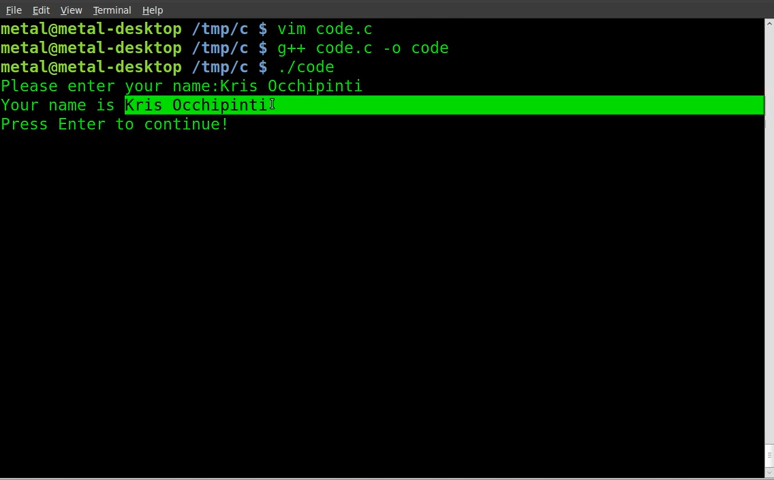 File Edit View Terminal Help
metal@metal-desktop /tmp/c $ vim code.c
metal@metal-desktop /tmp/c $ g++ code.c -o code
metal@metal-desktop /tmp/c $ ./code
Please enter your name:Kris Occhipinti
Your name is Kris Occhipinti
Press Enter to continue!